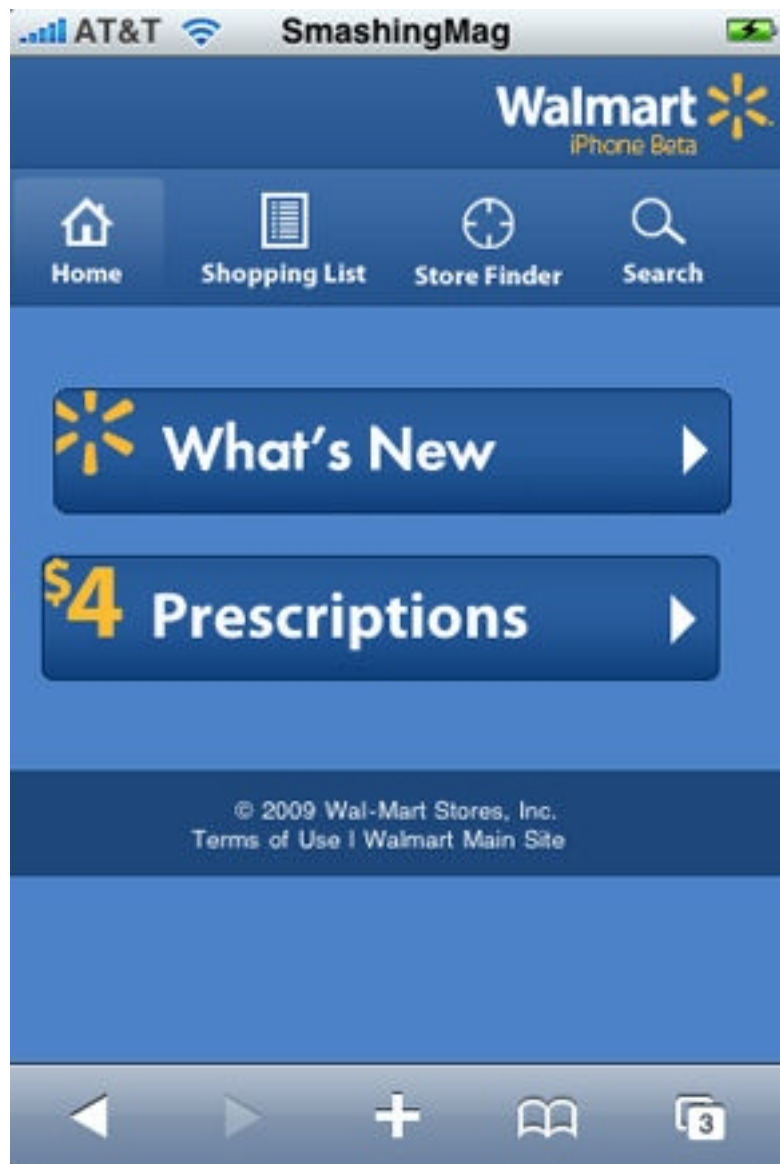 AT&T SmashingMag
Walmart
iPhone Beta
Home Shopping List Store Finder Search
What's New
$4 Prescriptions
© 2009 Wal-Mart Stores, Inc.
Terms of Use | Walmart Main Site
3